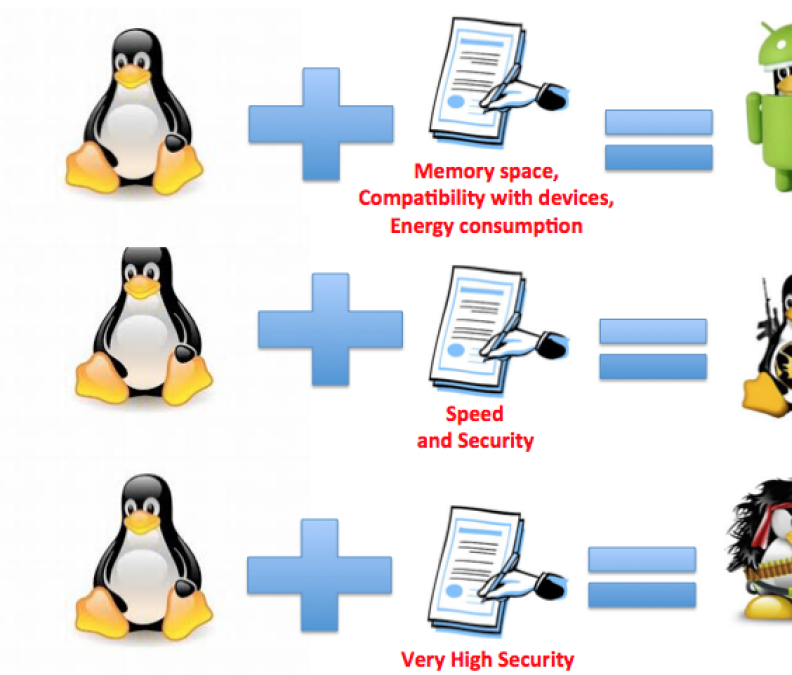 Memory space,
Compatibility with devices,
Energy consumption
Speed
and Security
Very High Security